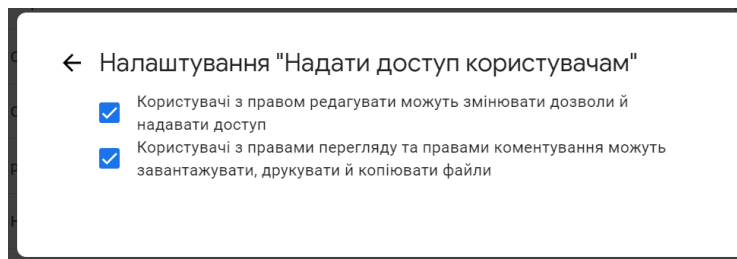 Налаштування "Надати доступ користувачам"
Користувачі з правом редагувати можуть змінювати дозволи й
надавати доступ
Користувачі з правами перегляду та правами коментування можуть
завантажувати, друкувати й копіювати файли